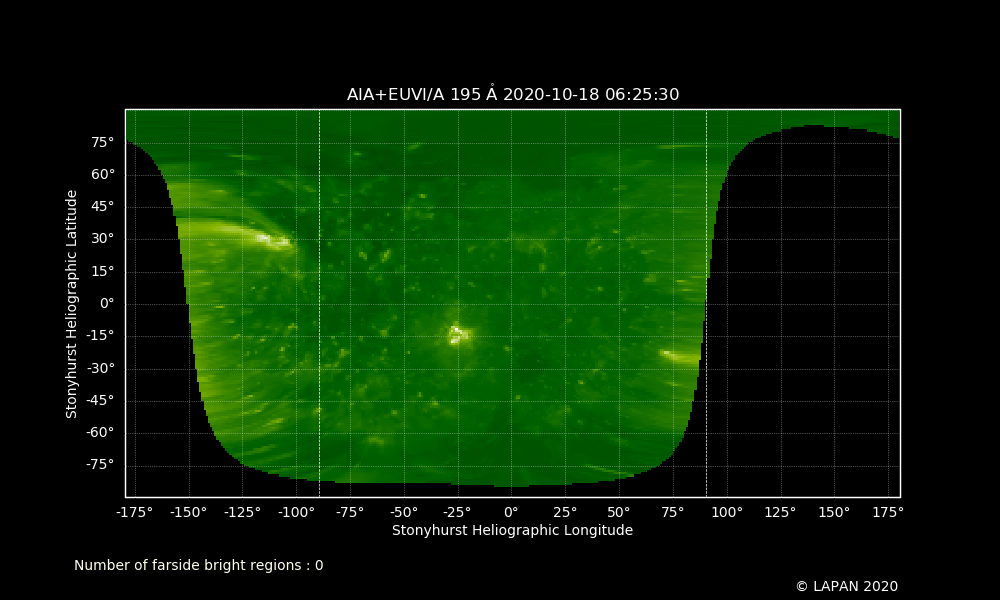 AIA+EUVI/A 195 Å 2020-10-18 06:25:30
75°
60°
45°
30°
15°
0°
-15°
-30°
-45°
-60°
-75°
Stonyhurst Heliographic Latitude
-175° -150° -125° -100° -75° -50° -25° 0° 25° 50° 75° 100° 125° 150° 175°
Stonyhurst Heliographic Longitude
Number of farside bright regions : 0
© LAPAN 2020